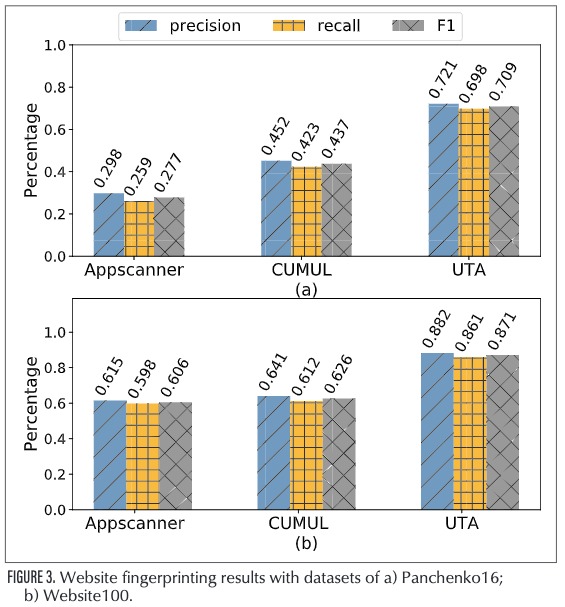 precision recall F1
1.0
0.8
0.6
0.4
0.2
0.0
Percentage
0.298 0.259 0.277 0.452 0.423 0.437 0.721 0.698 0.709
Appscanner CUMUL UTA
(a)
1.0
0.8
0.6
0.4
0.2
0.0
Percentage
0.615 0.598 0.606 0.641 0.612 0.626 0.882 0.861 0.871
Appscanner CUMUL UTA
(b)
FIGURE 3. Website fingerprinting results with datasets of a) Panchenko16;
b) Website100.